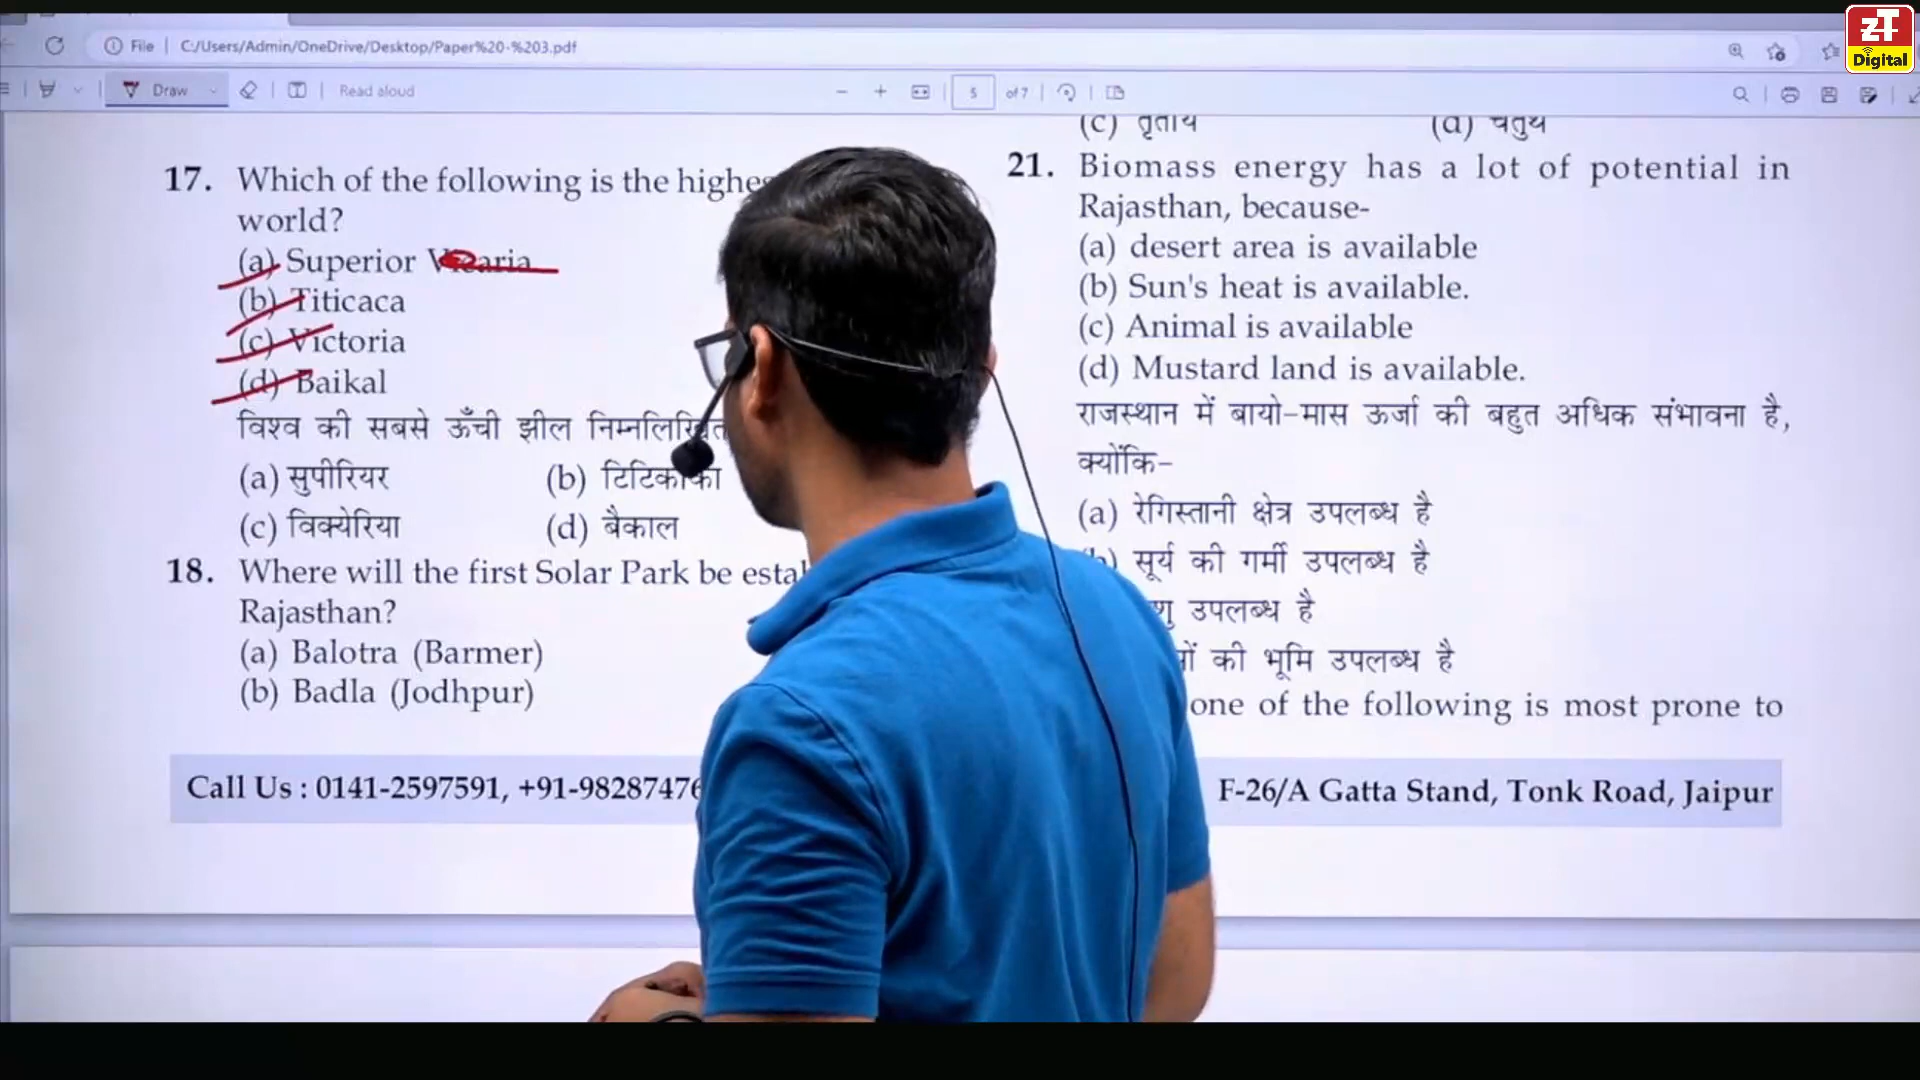 zT
Digital
File
C:/Users/Admin/OneDrive/Desktop/Paper%20-%203.pdf
Draw
Read aloud
5 of 7
17. Which of the following is the
world?
(a) Superior
(b) Titicaca
(c) Victoria
(d) Baikal
विश्व की सबसे ऊँची झील
(a) सुपीरियर (b)
(c) विक्येरिया (d) बैकाल
18. Where will the first Solar Park be
Rajasthan?
(a) Balotra (Barmer)
(b) Badla (Jodhpur)
(c) तृतीय (d) चतुर्थ
21. Biomass energy has a lot of potential in
Rajasthan, because-
(a) desert area is available
(b) Sun's heat is available.
(c) Animal is available
(d) Mustard land is available.
राजस्थान में बायो-मास ऊर्जा की बहुत अधिक संभावना है,
क्योंकि-
(a) रेगिस्तानी क्षेत्र उपलब्ध है
सूर्य की गर्मी उपलब्ध है
उपलब्ध है
की भूमि उपलब्ध है
one of the following is most prone to
Call Us : 0141-2597591,
F-26/A Gatta Stand, Tonk Road, Jaipur